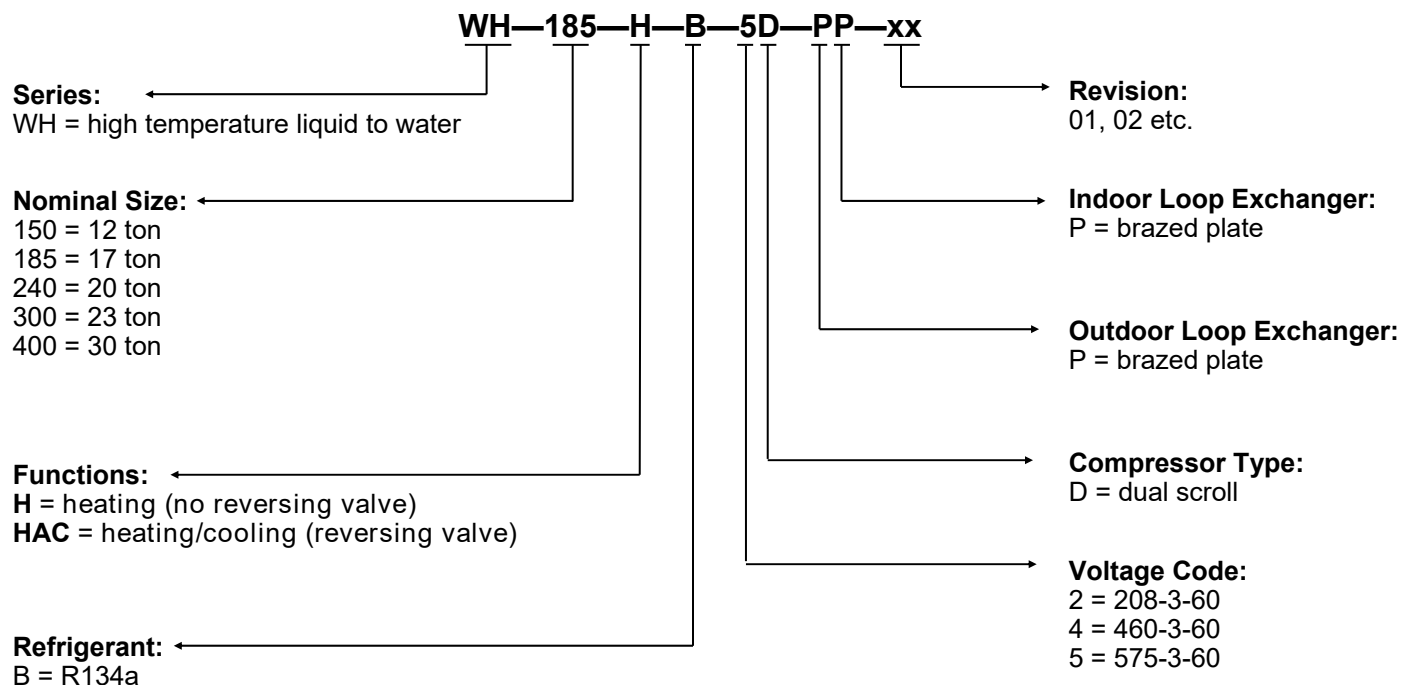 WH—185—H—B—5D—PP—xx
Series:
WH = high temperature liquid to water
Nominal Size:
150 = 12 ton
185 = 17 ton
240 = 20 ton
300 = 23 ton
400 = 30 ton
Functions:
H = heating (no reversing valve)
HAC = heating/cooling (reversing valve)
Refrigerant:
B = R134a
Revision:
01, 02 etc.
Indoor Loop Exchanger:
P = brazed plate
Outdoor Loop Exchanger:
P = brazed plate
Compressor Type:
D = dual scroll
Voltage Code:
2 = 208-3-60
4 = 460-3-60
5 = 575-3-60